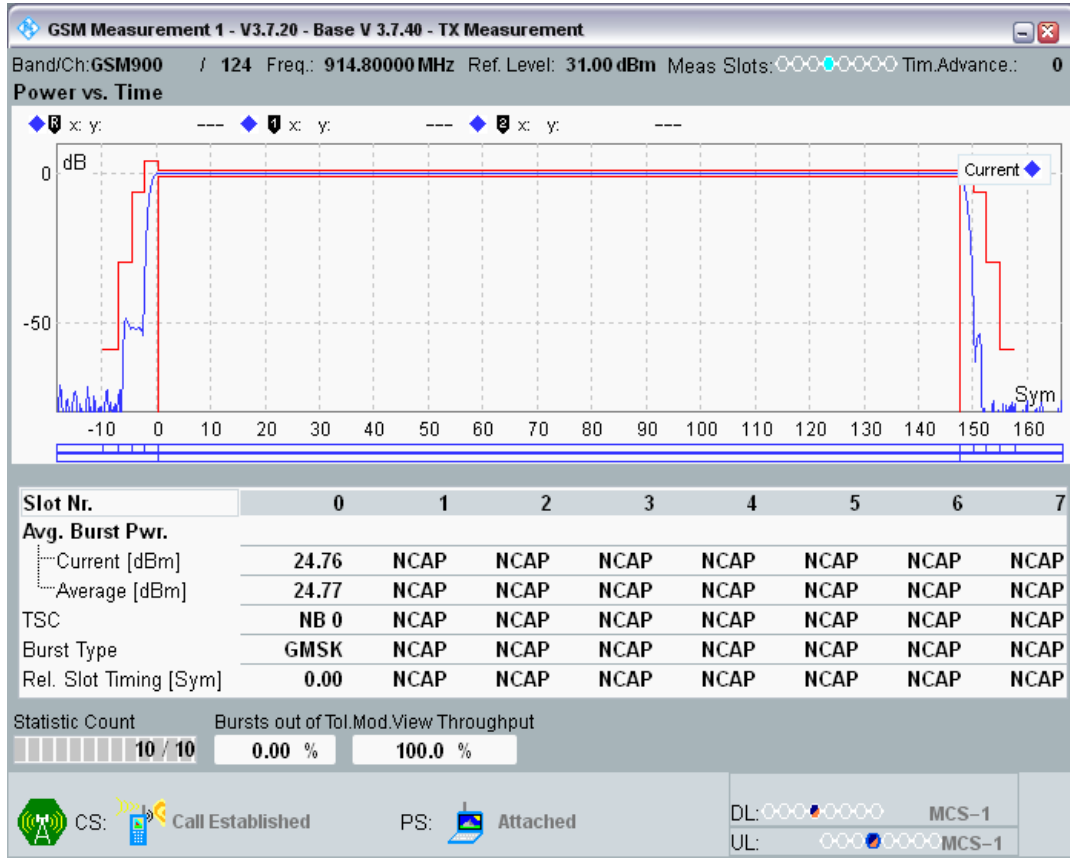 GSM Measurement 1 - V3.7.20 - Base V 3.7.40 - TX Measurement
Band/Ch:GSM900 / 124 Freq.: 914.80000 MHz Ref. Level: 31.00 dBm Meas Slots: Tim.Advance.: 0
Power vs. Time
R x: y: --- 1 x: y: --- 2 x: y: ---
dB
Current
0
-50
Sym
-10 0 10 20 30 40 50 60 70 80 90 100 110 120 130 140 150 160
Slot Nr. 0 1 2 3 4 5 6 7
Avg. Burst Pwr.
Current [dBm] 24.76 NCAP NCAP NCAP NCAP NCAP NCAP NCAP
Average [dBm] 24.77 NCAP NCAP NCAP NCAP NCAP NCAP NCAP
TSC NB 0 NCAP NCAP NCAP NCAP NCAP NCAP NCAP
Burst Type GMSK NCAP NCAP NCAP NCAP NCAP NCAP NCAP
Rel. Slot Timing [Sym] 0.00 NCAP NCAP NCAP NCAP NCAP NCAP NCAP
Statistic Count Bursts out of Tol.Mod.View Throughput
10 / 10 0.00 % 100.0 %
CS: Call Established PS: Attached
DL: MCS-1
UL: MCS-1